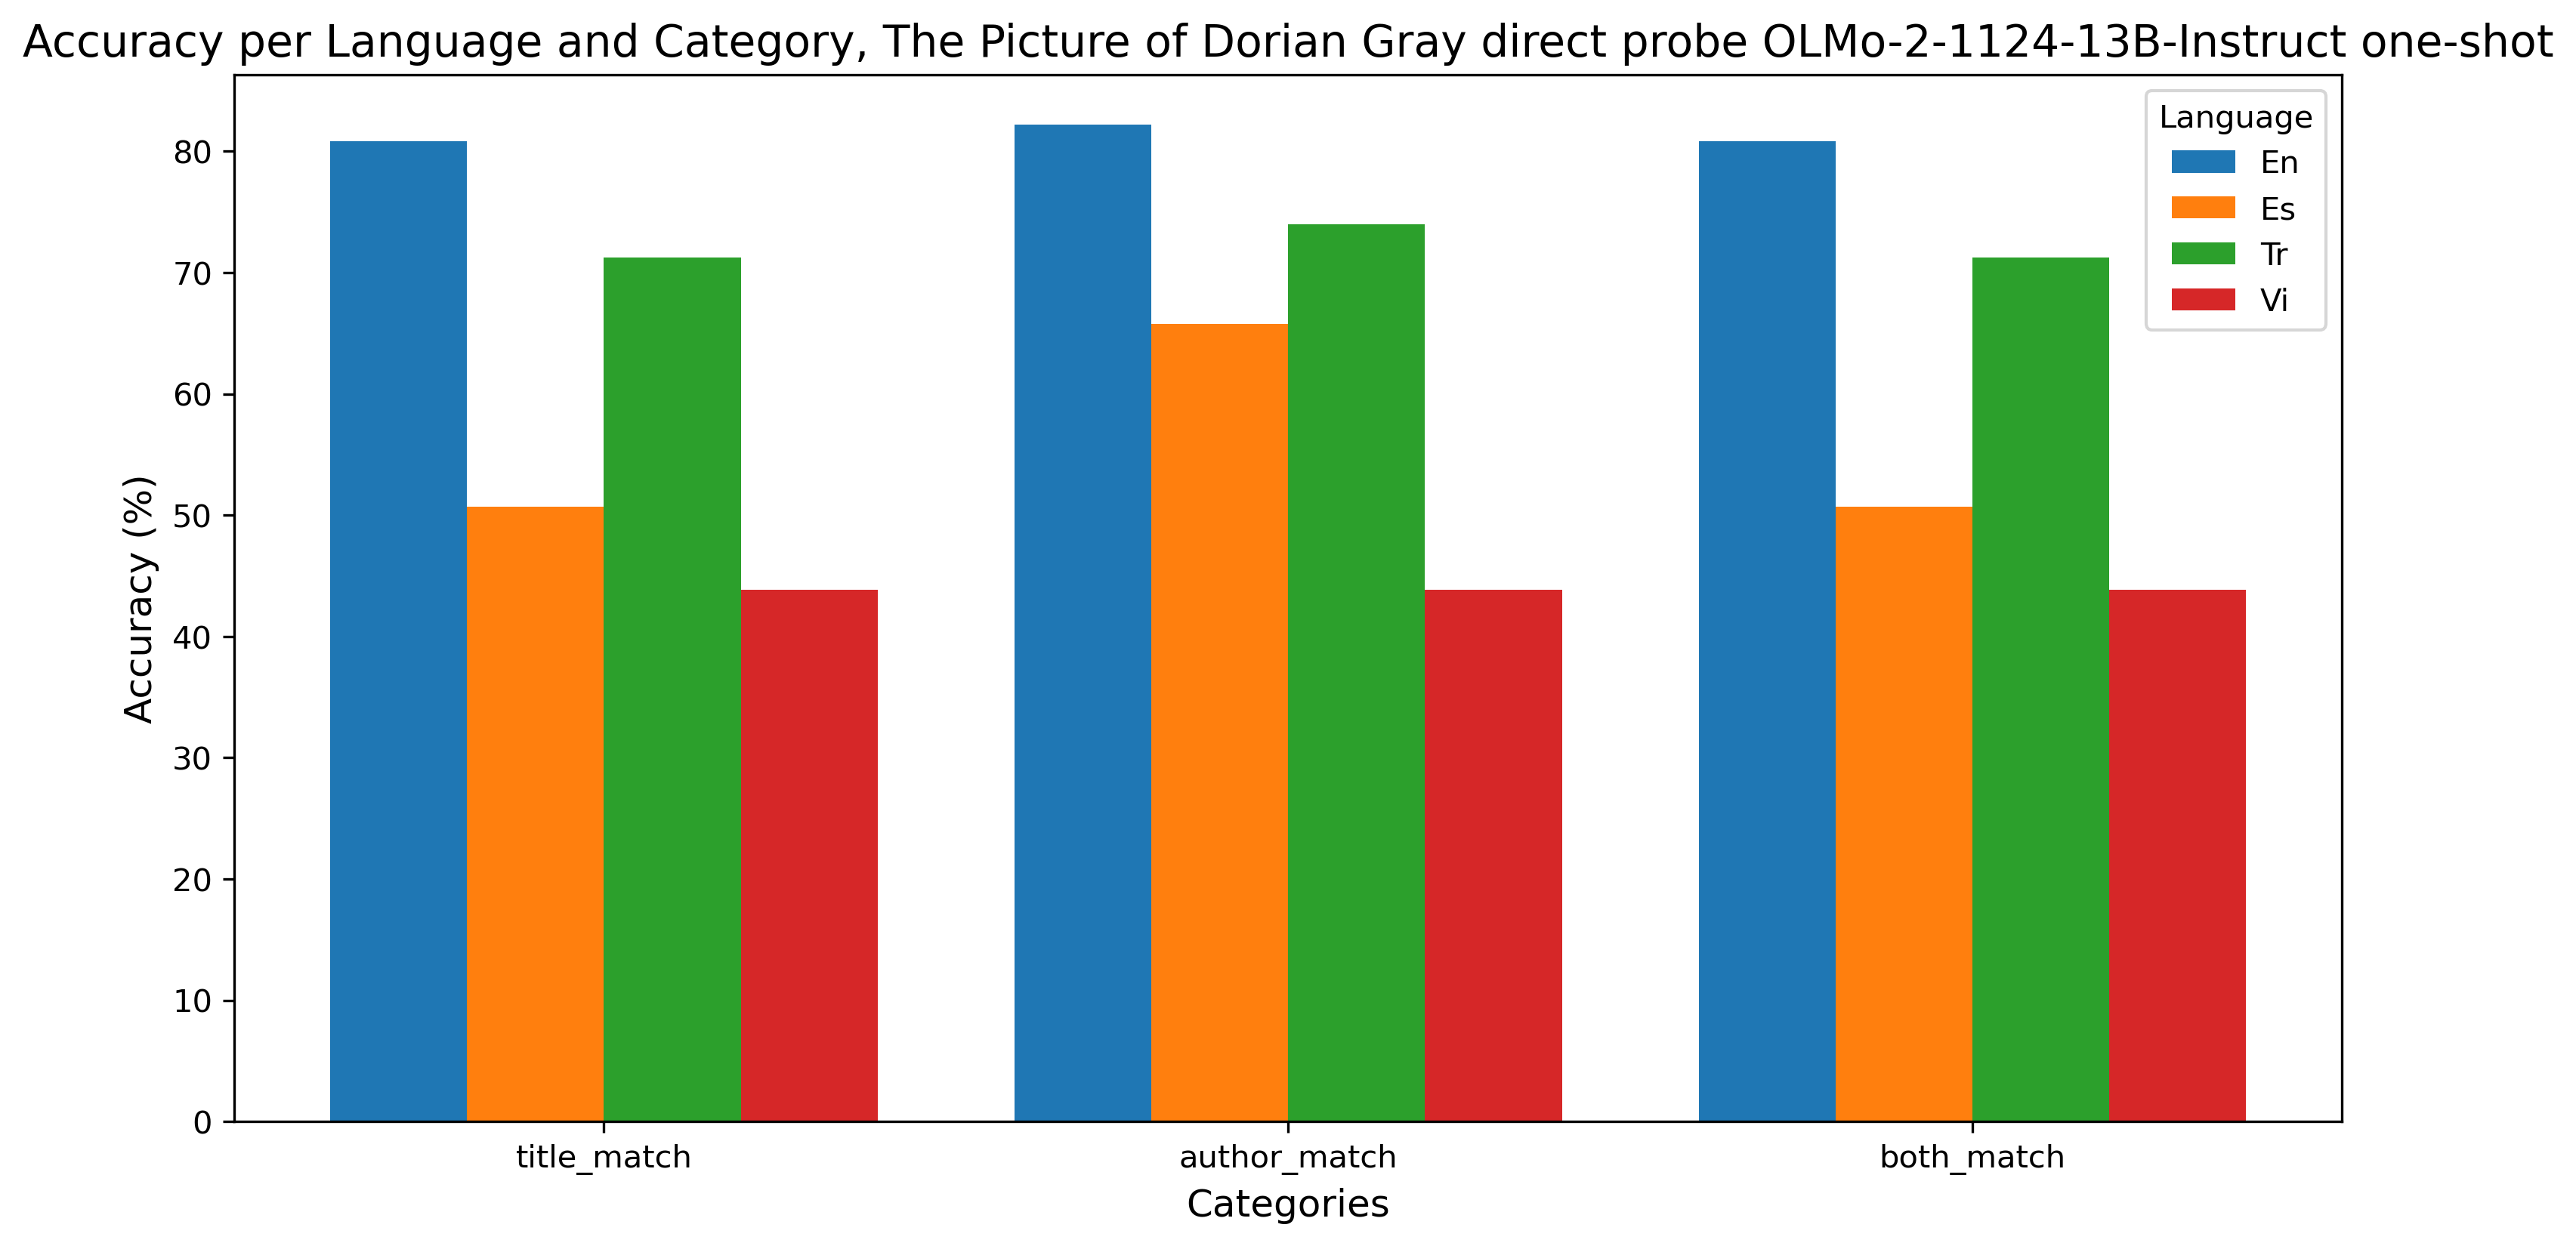 Accuracy per Language and Category, The Picture of Dorian Gray direct probe OLMo-2-1124-13B-Instruct one-shot
Language
En
Es
Tr
Vi
Accuracy (%)
80
70
60
50
40
30
20
10
0
title_match author_match both_match
Categories